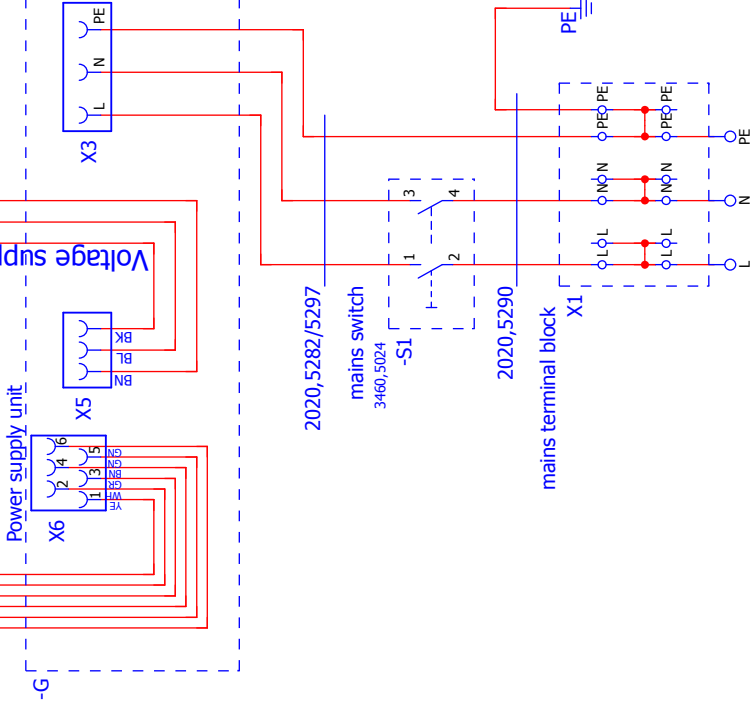 PE
N
L
X3
PE
PE PE
PE PE
N N
N N
L L
L L
PE
N
L
X1
3
4
1
2
Voltage supp
2020,5282/5297
mains switch
3460,5024
-S1
2020,5290
mains terminal block
BK
BL
BN
X5
Power supply unit
6
5
4
3
2
1
GN
GN
BN
GR
WH
YE
X6
-G